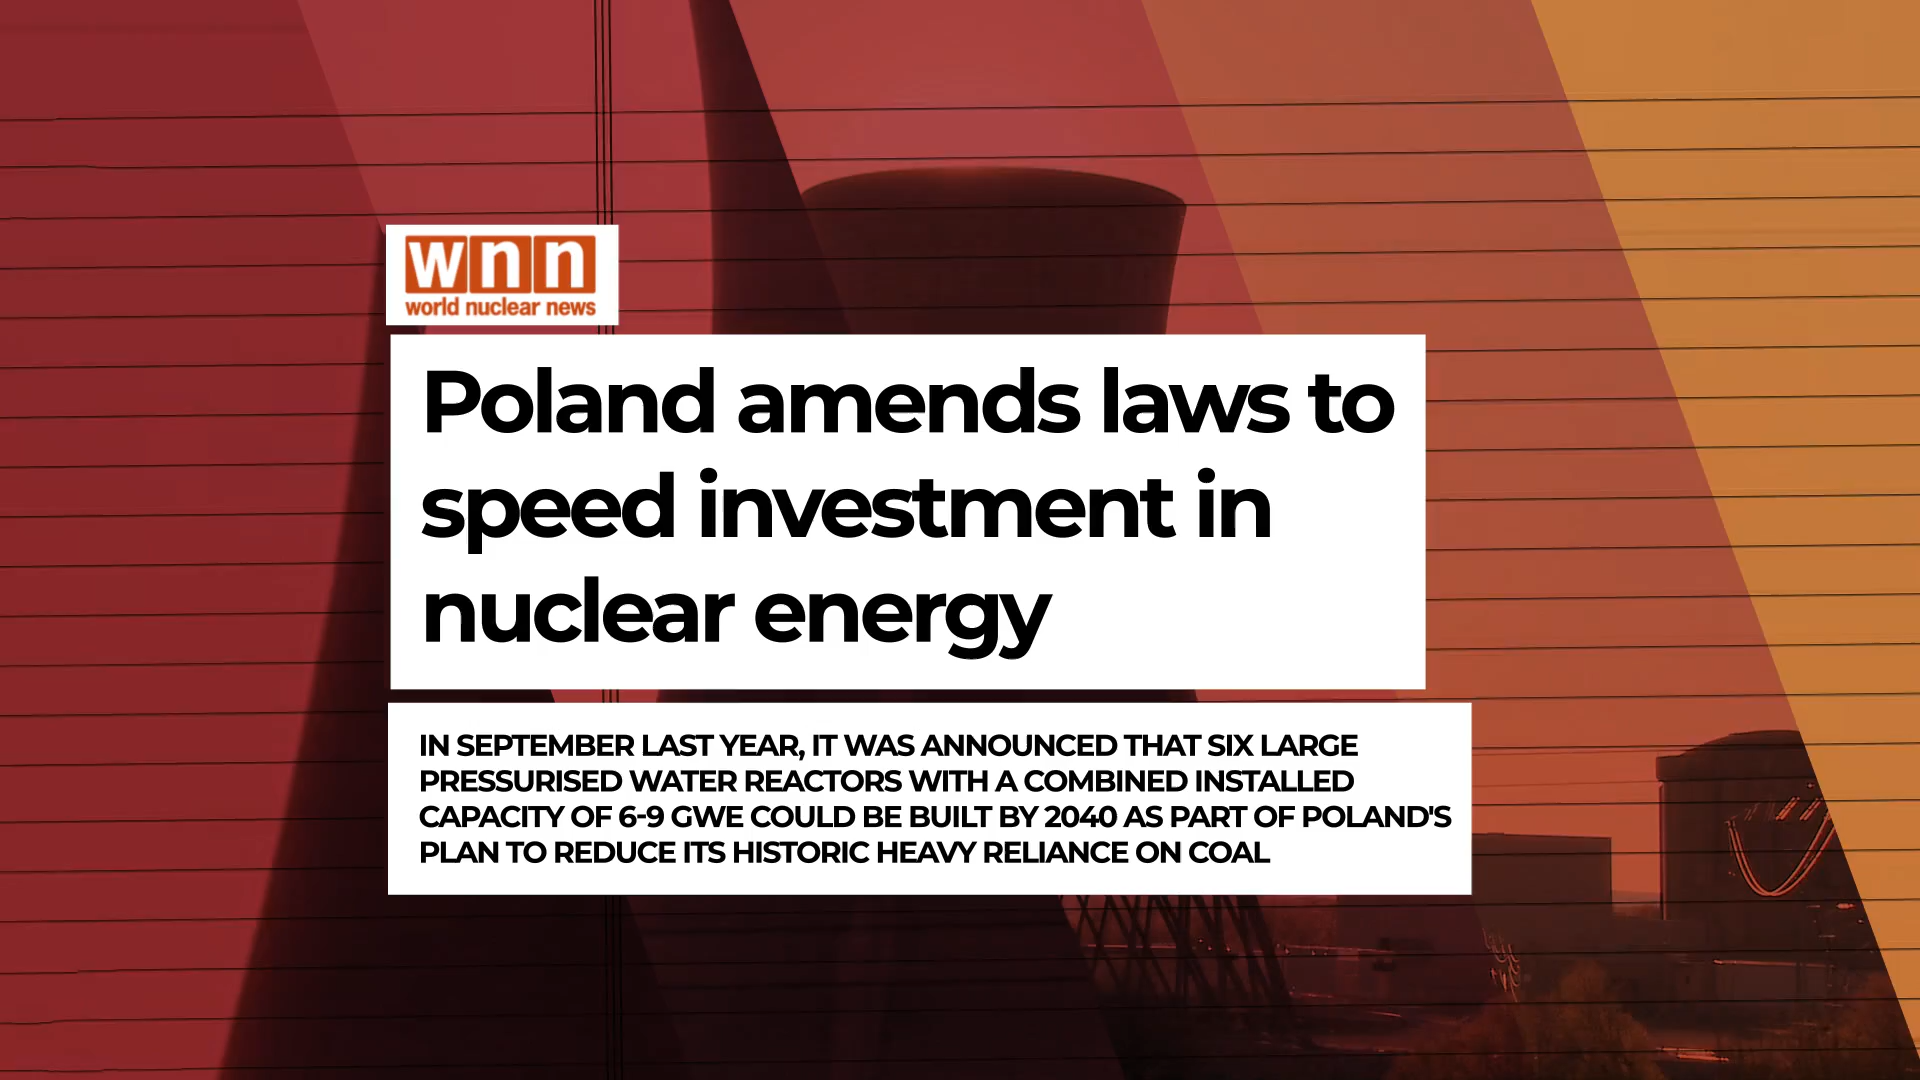 wnn
world nuclear news
Poland amends laws to
speed investment in
nuclear energy
IN SEPTEMBER LAST YEAR, IT WAS ANNOUNCED THAT SIX LARGE
PRESSURISED WATER REACTORS WITH A COMBINED INSTALLED
CAPACITY OF 6-9 GWE COULD BE BUILT BY 2040 AS PART OF POLAND'S
PLAN TO REDUCE ITS HISTORIC HEAVY RELIANCE ON COAL